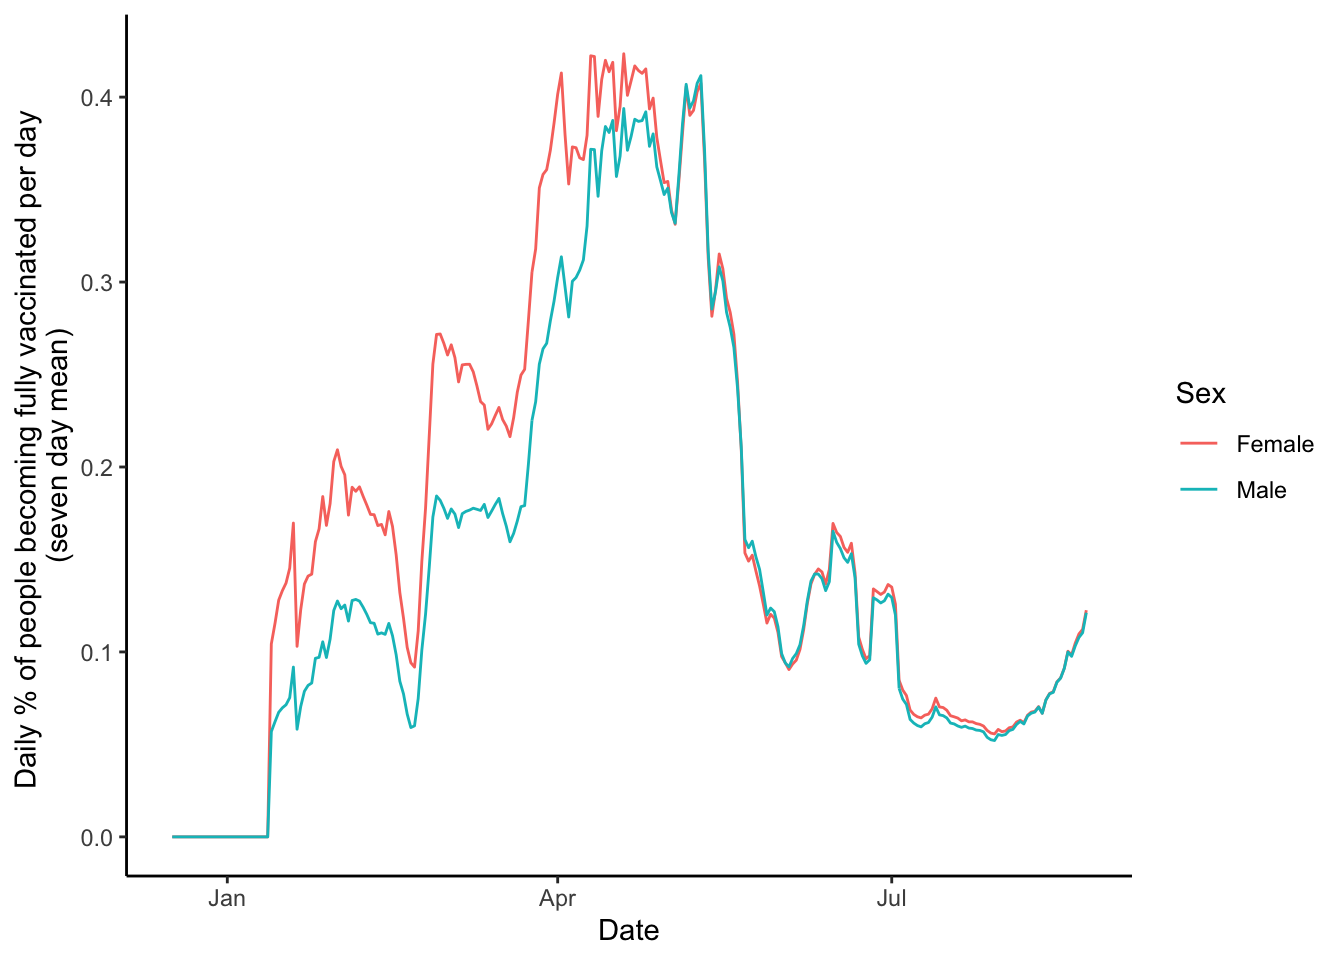 Daily % of people becoming fully vaccinated per day
(seven day mean)
0.4
0.3
0.2
0.1
0.0
Jan
Apr
Jul
Date
Sex
Female
Male